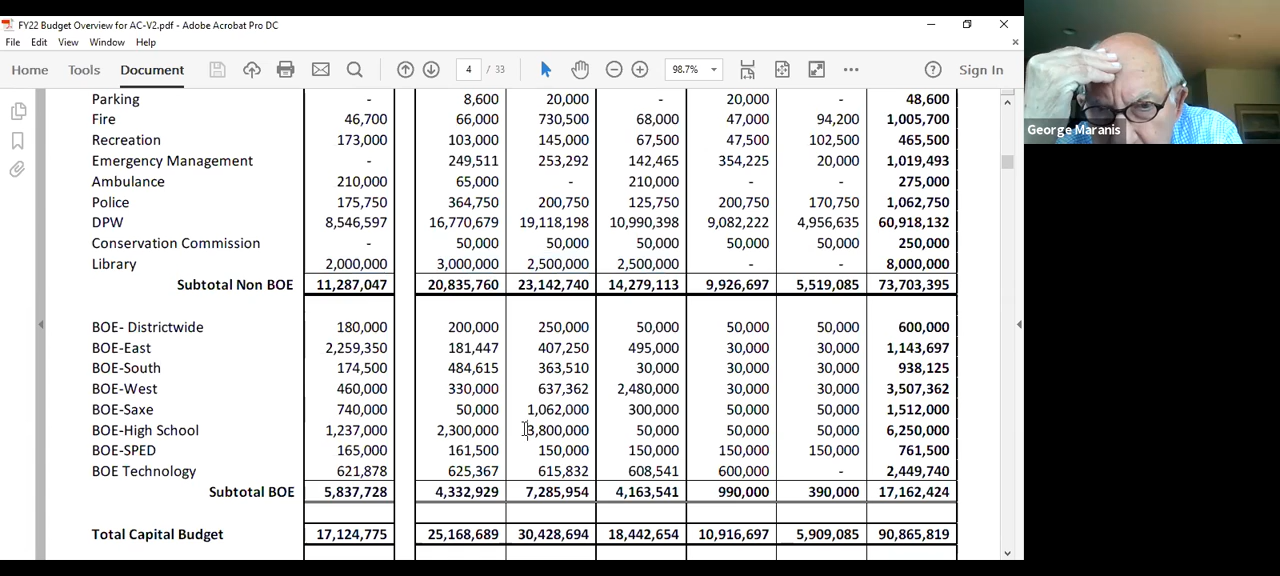 FY22 Budget Overview for AC-V2.pdf - Adobe Acrobat Pro DC
File Edit View Window Help
Home Tools Document 4 / 33 98.7% Sign In
Parking - 8,600 20,000 - 20,000 - 48,600
Fire 46,700 66,000 730,500 68,000 47,000 94,200 1,005,700
Recreation 173,000 103,000 145,000 67,500 47,500 102,500 465,500
Emergency Management - 249,511 253,292 142,465 354,225 20,000 1,019,493
Ambulance 210,000 65,000 - 210,000 - - 275,000
Police 175,750 364,750 200,750 125,750 200,750 170,750 1,062,750
DPW 8,546,597 16,770,679 19,118,198 10,990,398 9,082,222 4,956,635 60,918,132
Conservation Commission - 50,000 50,000 50,000 50,000 50,000 250,000
Library 2,000,000 3,000,000 2,500,000 2,500,000 - - 8,000,000
Subtotal Non BOE 11,287,047 20,835,760 23,142,740 14,279,113 9,926,697 5,519,085 73,703,395
BOE- Districtwide 180,000 200,000 250,000 50,000 50,000 50,000 600,000
BOE-East 2,259,350 181,447 407,250 495,000 30,000 30,000 1,143,697
BOE-South 174,500 484,615 363,510 30,000 30,000 30,000 938,125
BOE-West 460,000 330,000 637,362 2,480,000 30,000 30,000 3,507,362
BOE-Saxe 740,000 50,000 1,062,000 300,000 50,000 50,000 1,512,000
BOE-High School 1,237,000 2,300,000 3,800,000 50,000 50,000 50,000 6,250,000
BOE-SPED 165,000 161,500 150,000 150,000 150,000 150,000 761,500
BOE Technology 621,878 625,367 615,832 608,541 600,000 - 2,449,740
Subtotal BOE 5,837,728 4,332,929 7,285,954 4,163,541 990,000 390,000 17,162,424
Total Capital Budget 17,124,775 25,168,689 30,428,694 18,442,654 10,916,697 5,909,085 90,865,819
George Maranis